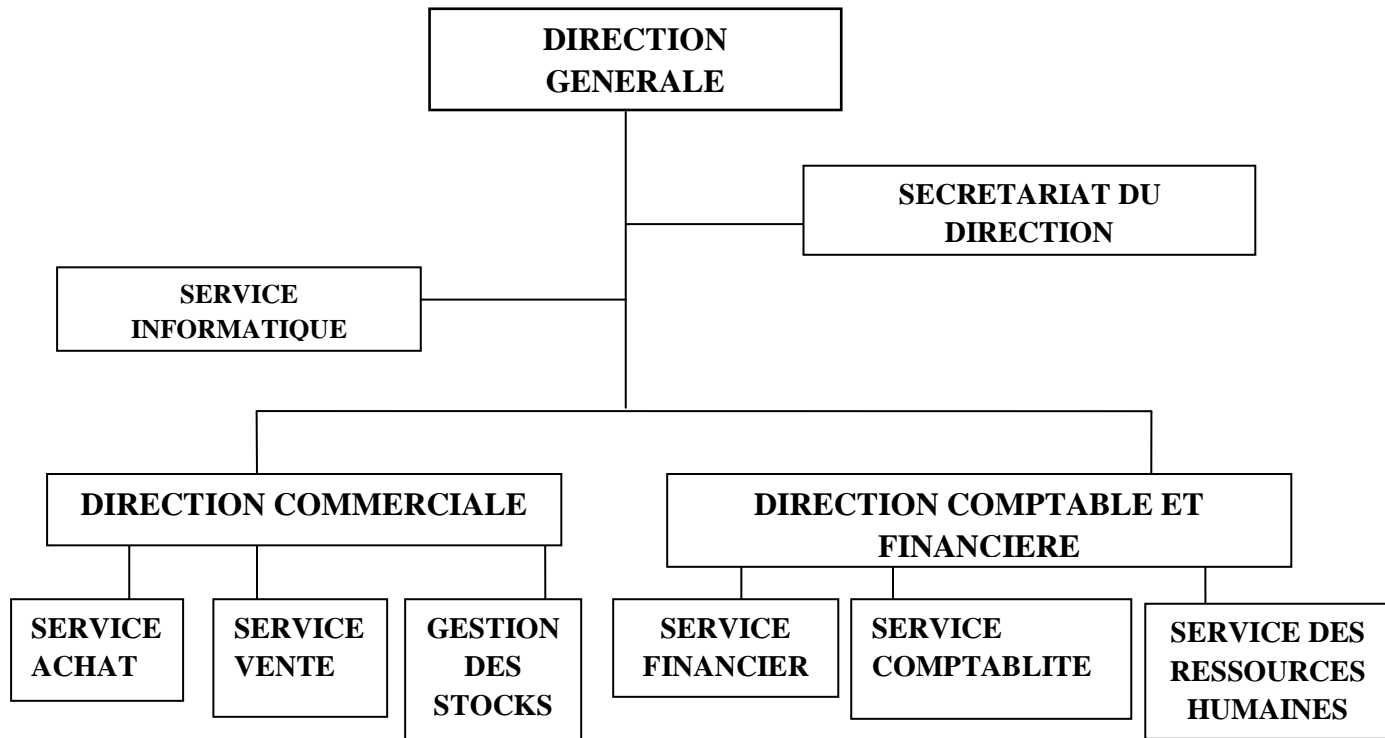 DIRECTION
GENERALE
SECRETARIAT DU
DIRECTION
SERVICE
INFORMATIQUE
DIRECTION COMMERCIALE
DIRECTION COMPTABLE ET
FINANCIERE
SERVICE
ACHAT
SERVICE
VENTE
GESTION
DES
STOCKS
SERVICE
FINANCIER
SERVICE
COMPTABLITE
SERVICE DES
RESSOURCES
HUMAINES